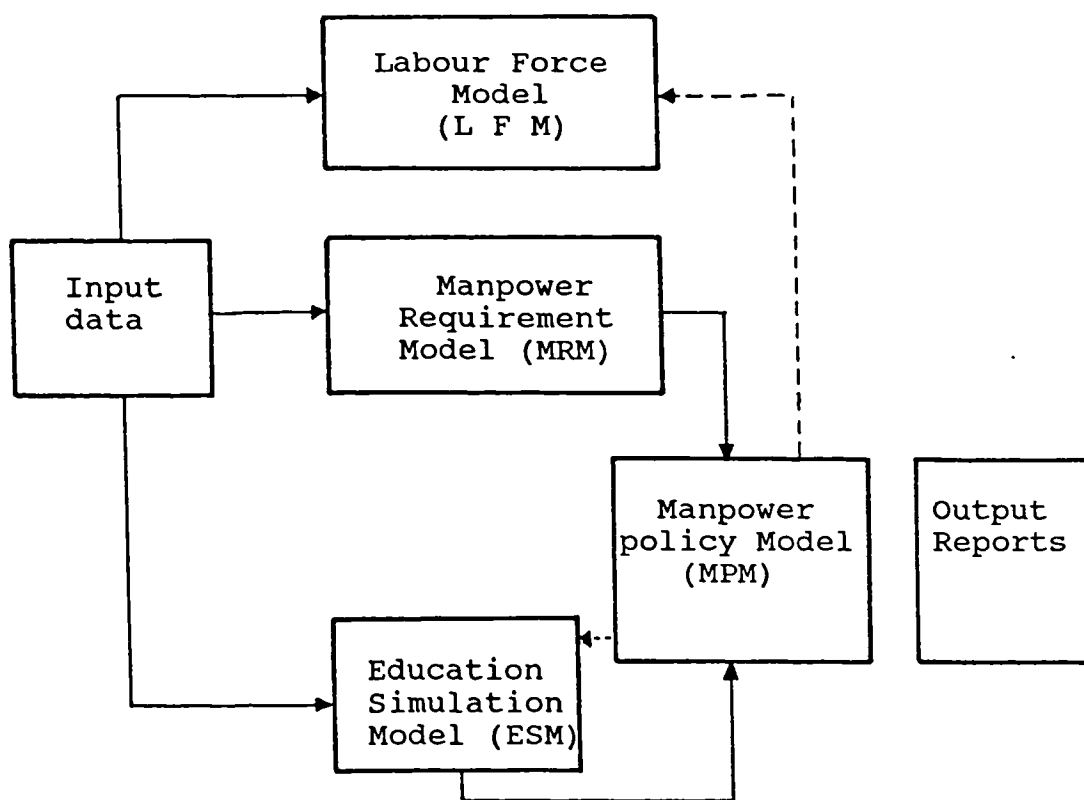 Labour Force
Model
(L F M)
Input
data
Manpower
Requirement
Model (MRM)
Manpower
policy Model
(MPM)
Output
Reports
Education
Simulation
Model (ESM)